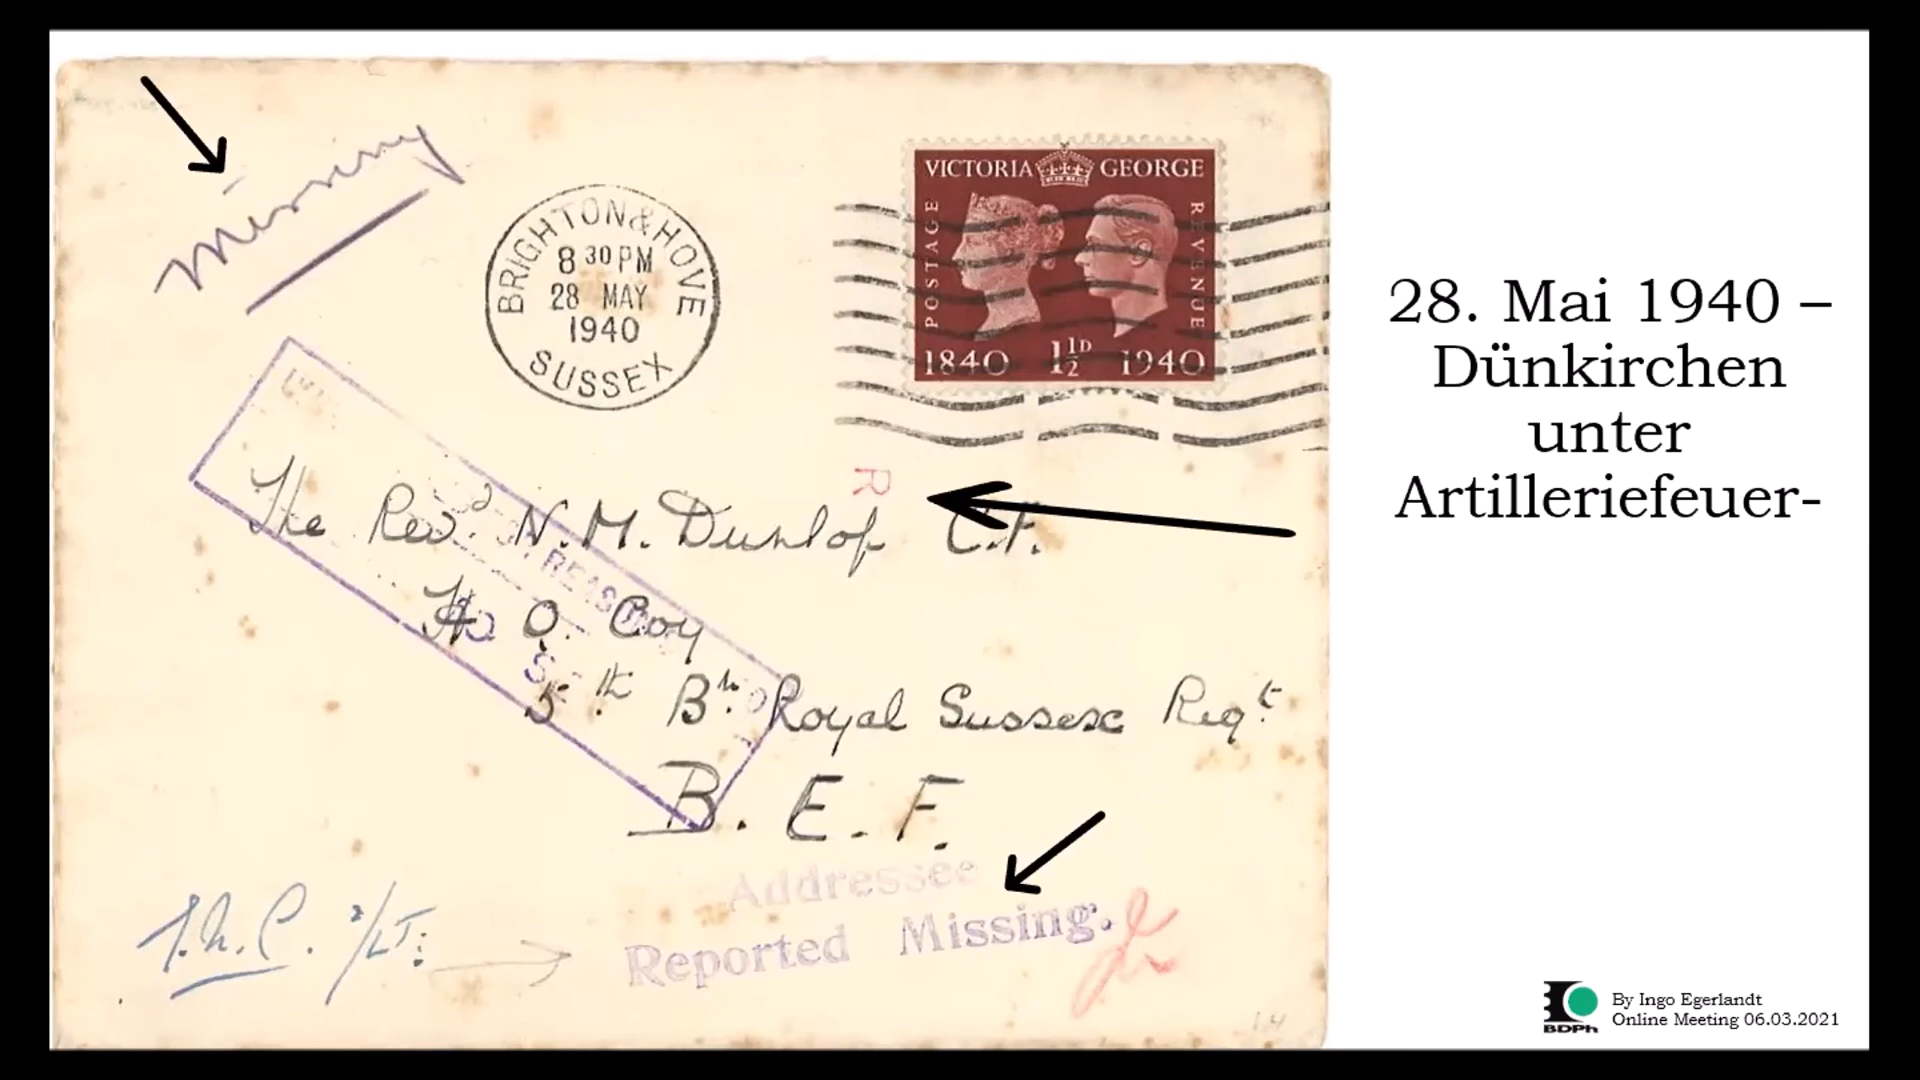 Missing
BRIGHTON & HOVE
8 30 PM
28 MAY
1940
SUSSEX
VICTORIA GEORGE
POSTAGE
REVENUE
1840 1½D 1940
R
The Revd N. M. Dunlop C.F.
H Q. Coy
5th Bn Royal Sussex Regt
B. E. F.
Addressee
Reported Missing.
2/LT:
28. Mai 1940 –
Dünkirchen
unter
Artilleriefeuer-
BDPh
By Ingo Egerlandt
Online Meeting 06.03.2021